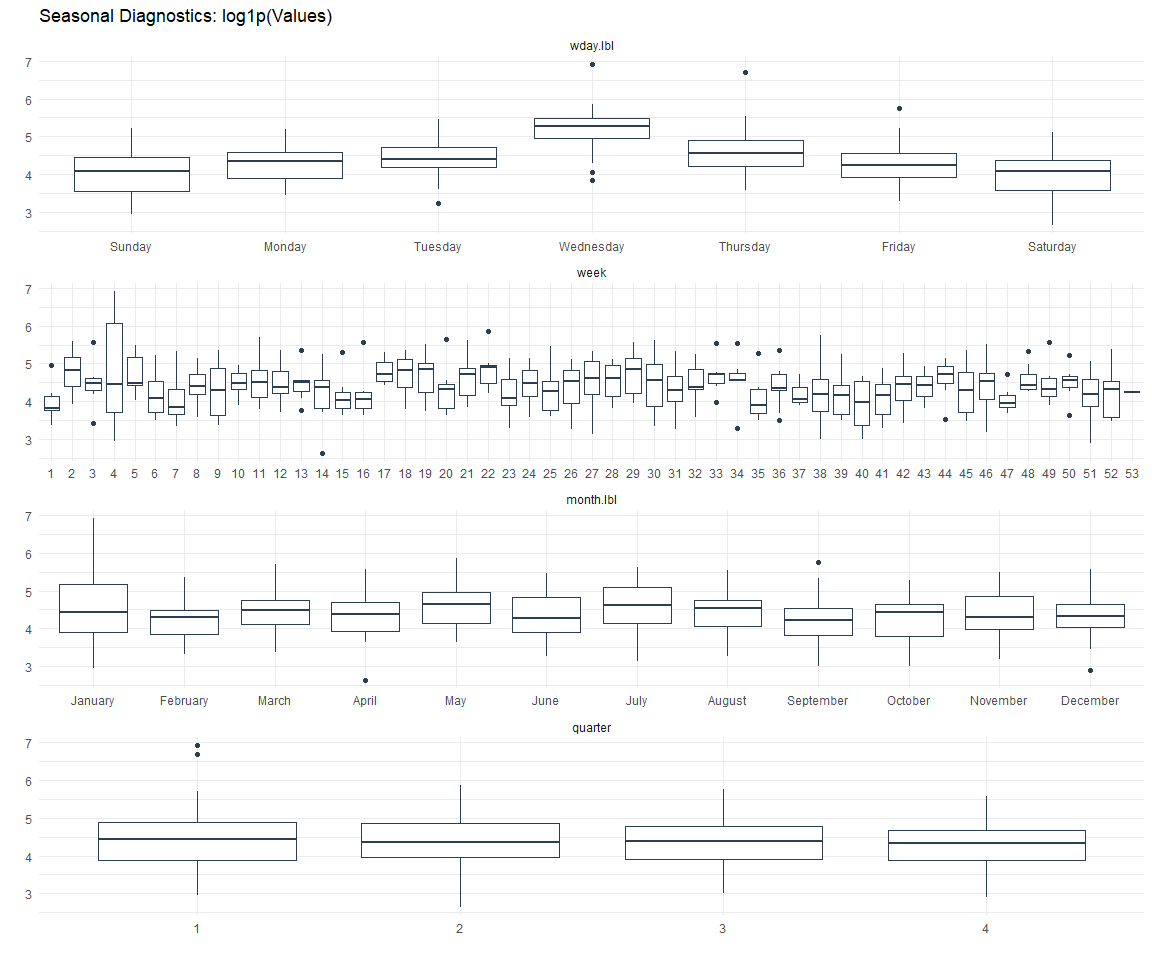 Seasonal Diagnostics: log1p(Values)
wday.lbl
7
6
5
4
3
Sunday Monday Tuesday Wednesday Thursday Friday Saturday
week
7
6
5
4
3
1 2 3 4 5 6 7 8 9 10 11 12 13 14 15 16 17 18 19 20 21 22 23 24 25 26 27 28 29 30 31 32 33 34 35 36 37 38 39 40 41 42 43 44 45 46 47 48 49 50 51 52 53
month.lbl
7
6
5
4
3
January February March April May June July August September October November December
quarter
7
6
5
4
3
1 2 3 4